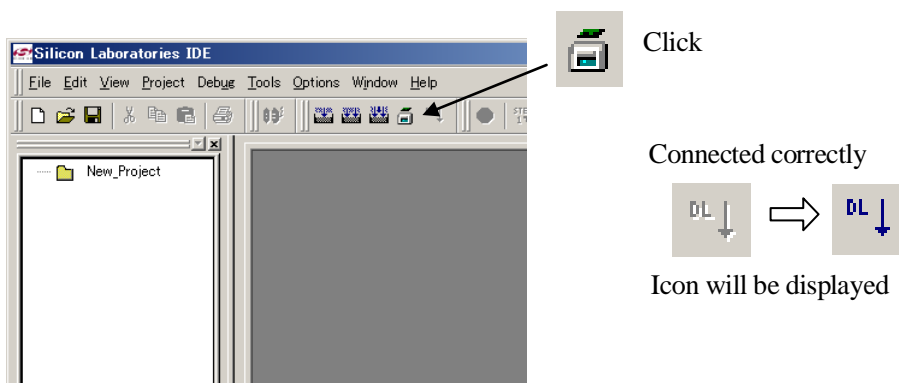 Click
Silicon Laboratories IDE
File Edit View Project Debug Tools Options Window Help
New_Project
Connected correctly
DL DL
Icon will be displayed